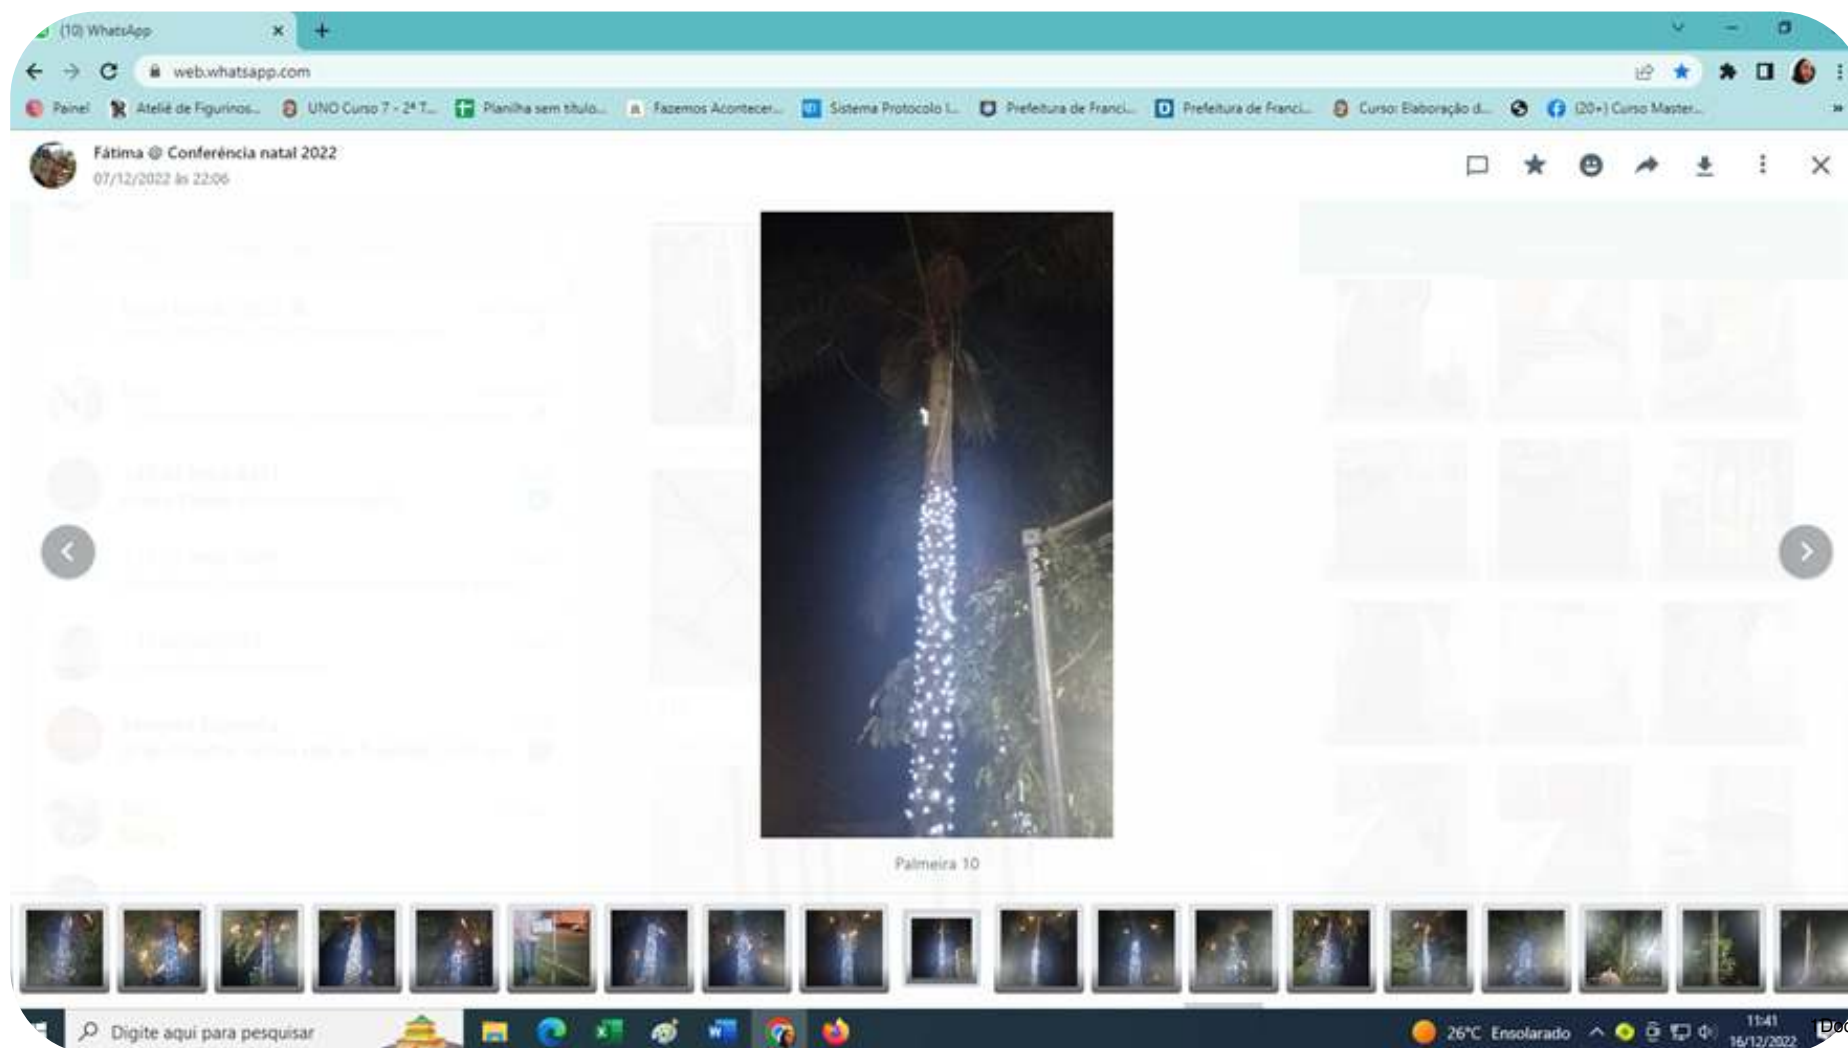 (10) WhatsApp
web.whatsapp.com
Painel
Ateliê de Figurinos...
UNO Curso 7 - 2ª T...
Planilha sem título...
Fazemos Acontecer...
Sistema Protocolo I...
Prefeitura de Franci...
Prefeitura de Franci...
Curso: Elaboração d...
(20+) Curso Master...
Fátima @ Conferência natal 2022
07/12/2022 às 22:06
Palmeira 10
Digite aqui para pesquisar
26°C Ensolarado
11:41
16/12/2022